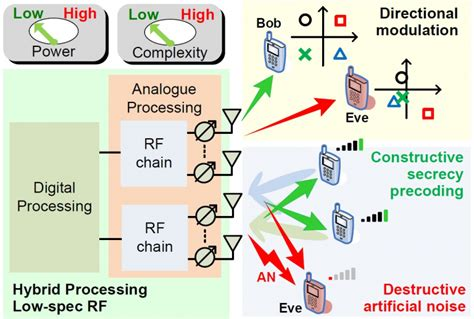 Low High
Power
Low High
Complexity
Bob
Directional
modulation
Eve
Analogue
Processing
RF
chain
Digital
Processing
RF
chain
Hybrid Processing
Low-spec RF
Constructive
secrecy
precoding
AN
Eve
Destructive
artificial noise